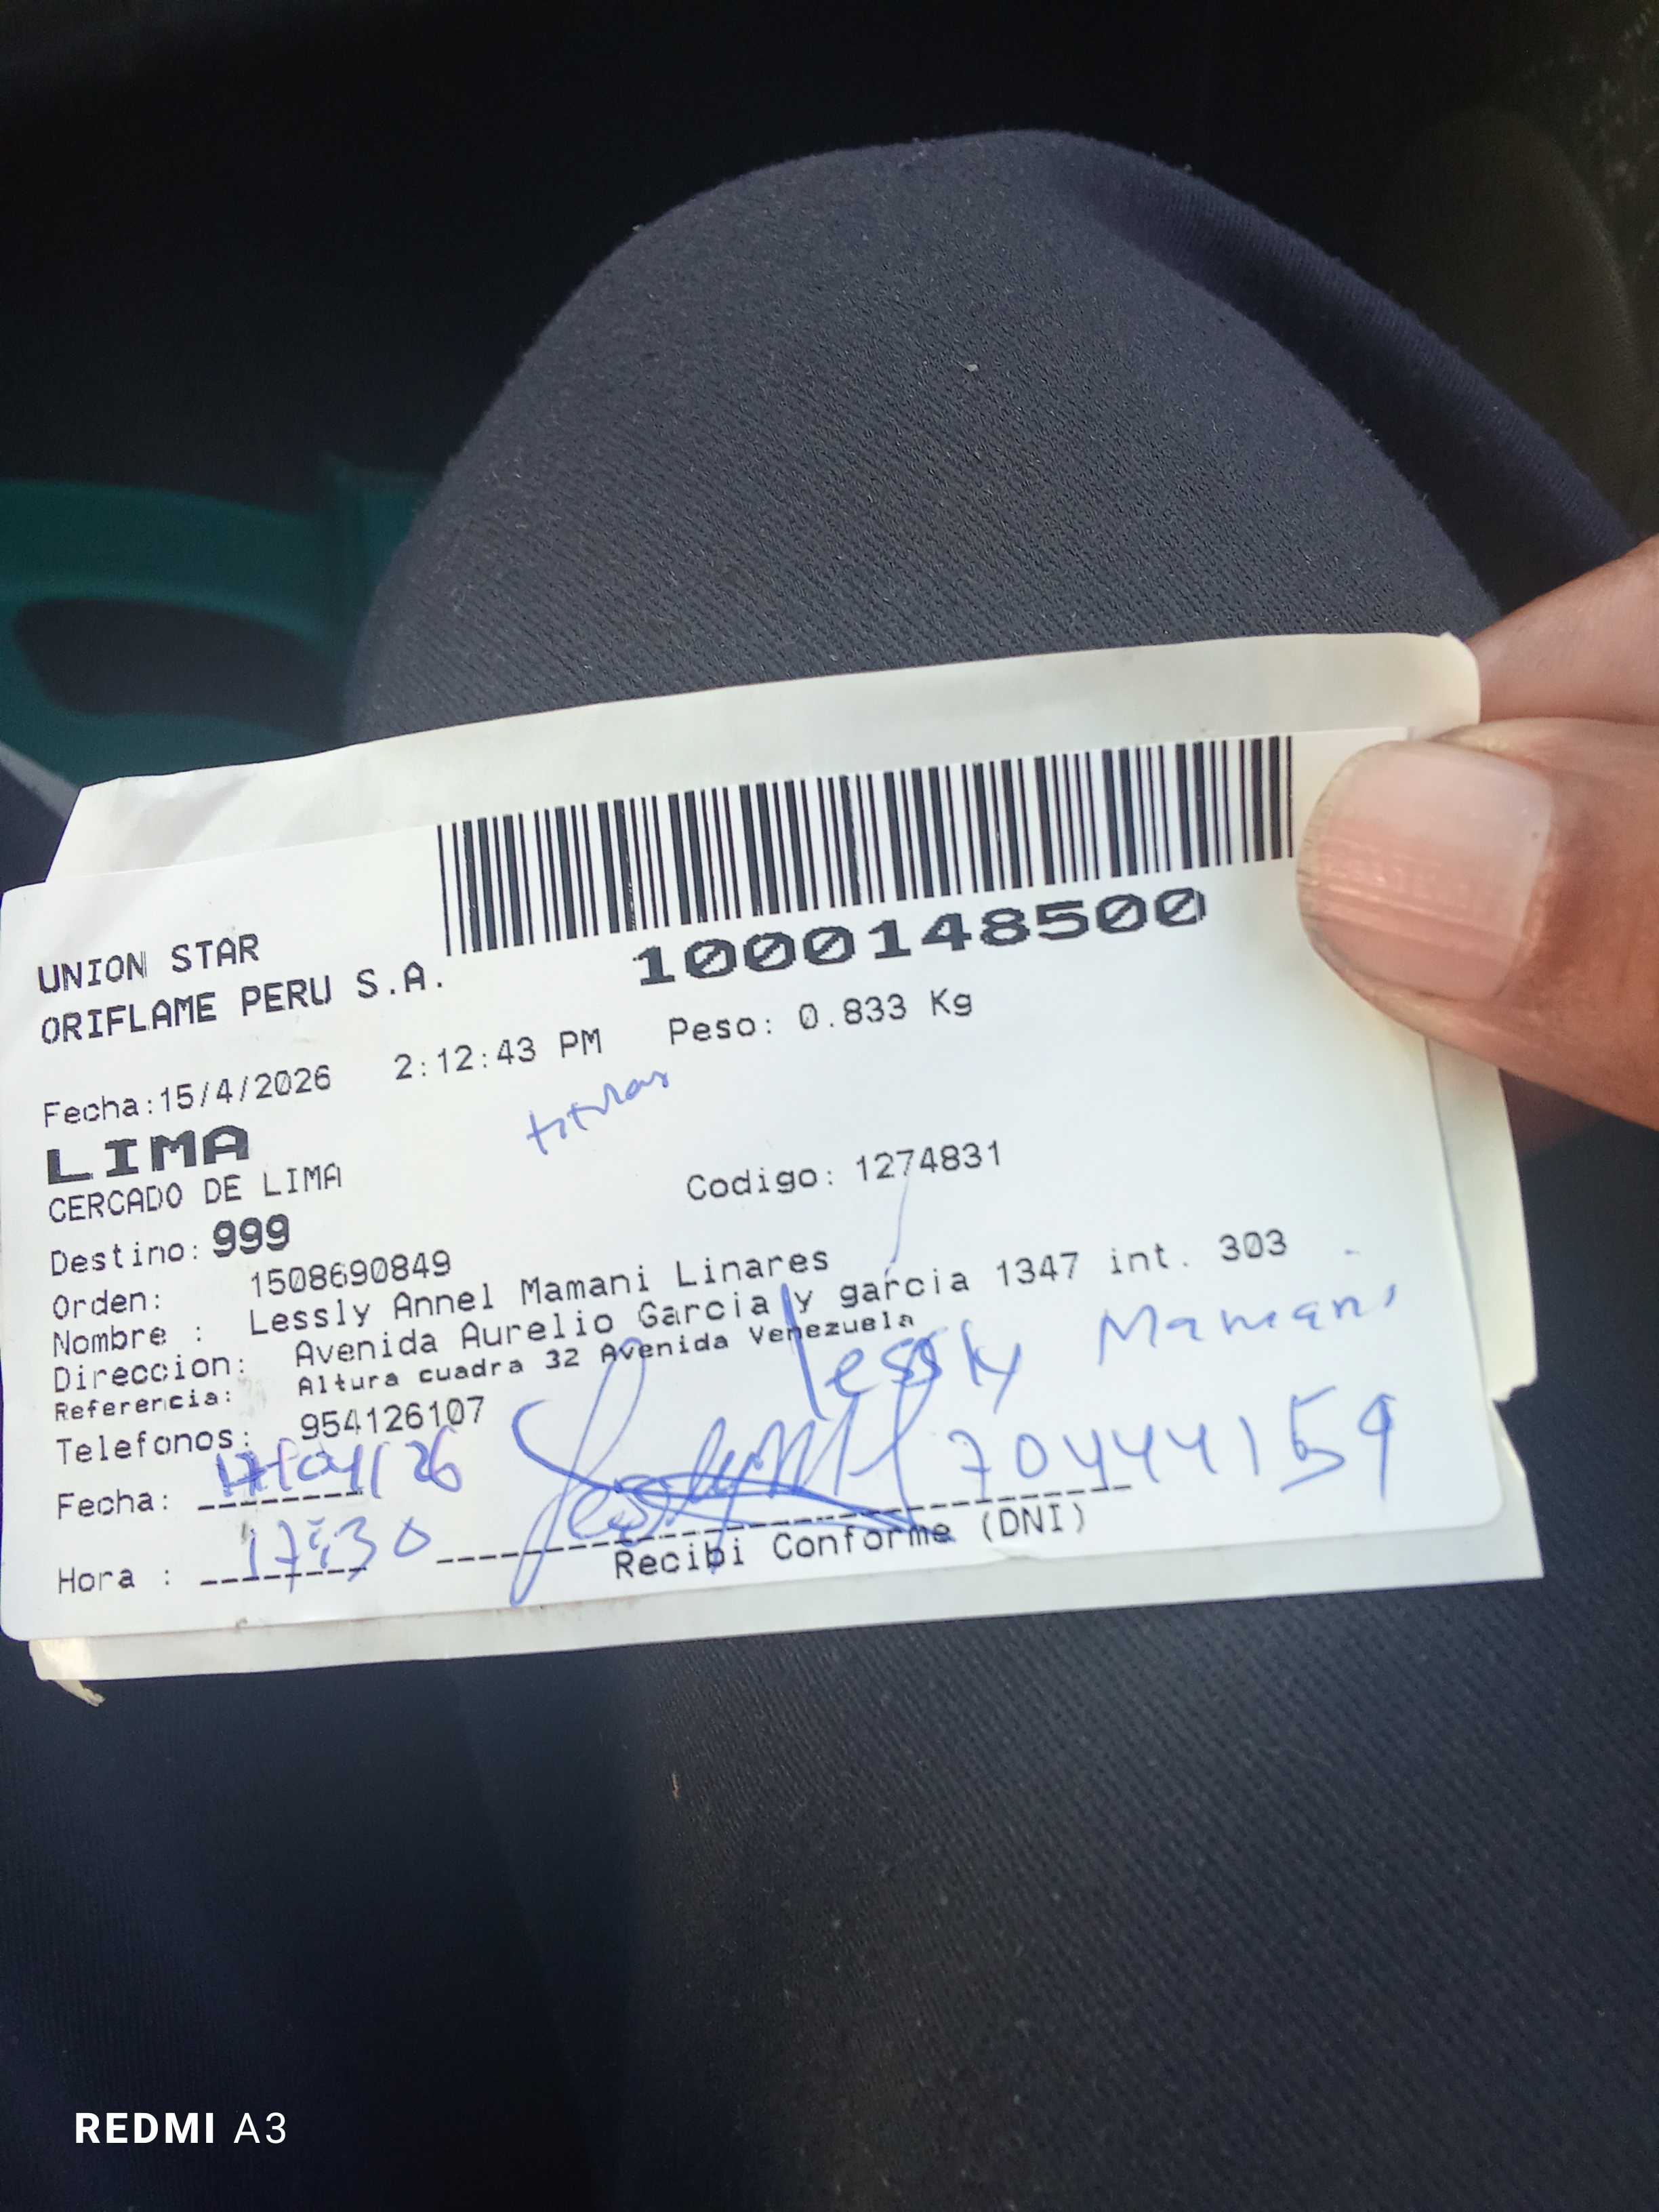 1000148500
UNION STAR
ORIFLAME PERU S.A.
Fecha:15/4/2026 2:12:43 PM Peso: 0.833 Kg
LIMA
CERCADO DE LIMA
Destino: 999 Codigo: 1274831
Orden: 1508690849
Nombre : Lessly Annel Mamani Linares
Direccion: Avenida Aurelio Garcia y garcia 1347 int. 303
Referencia: Altura cuadra 32 Avenida Venezuela
Telefonos: 954126107
lessly Mamani
Fecha: 17/04/26 70444159
Hora : 17:30
Recibi Conforme (DNI)
REDMI A3